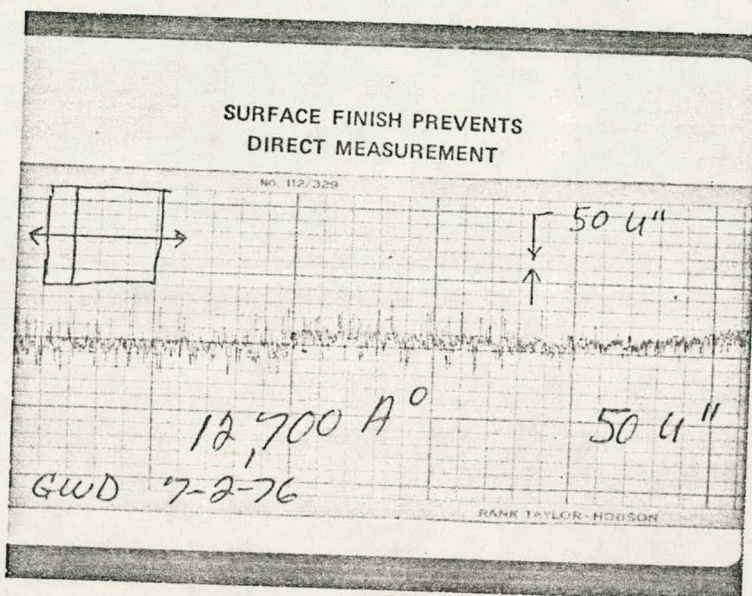 SURFACE FINISH PREVENTS
DIRECT MEASUREMENT
No. 112/329
50 u"
12,700 A°
50 u"
GWD 7-2-76
RANK TAYLOR-HOBSON